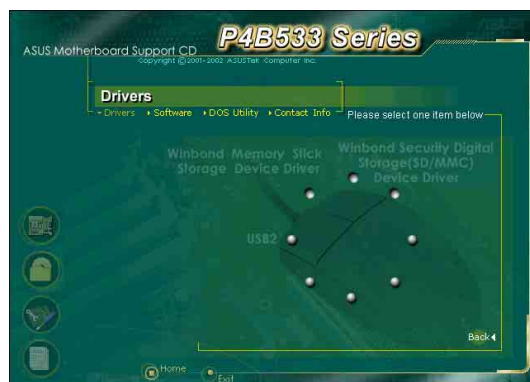 P4B533 Series
ASUS Motherboard Support CD
Copyright (C)2001-2002 ASUSTek Computer Inc.
Drivers
Drivers Software DOS Utility Contact Info
Please select one item below
Winbond Memory Stick
Storage Device Driver
Winbond Security Digital
Storage(SD/MMC)
Device Driver
USB2
Back
Home
Exit